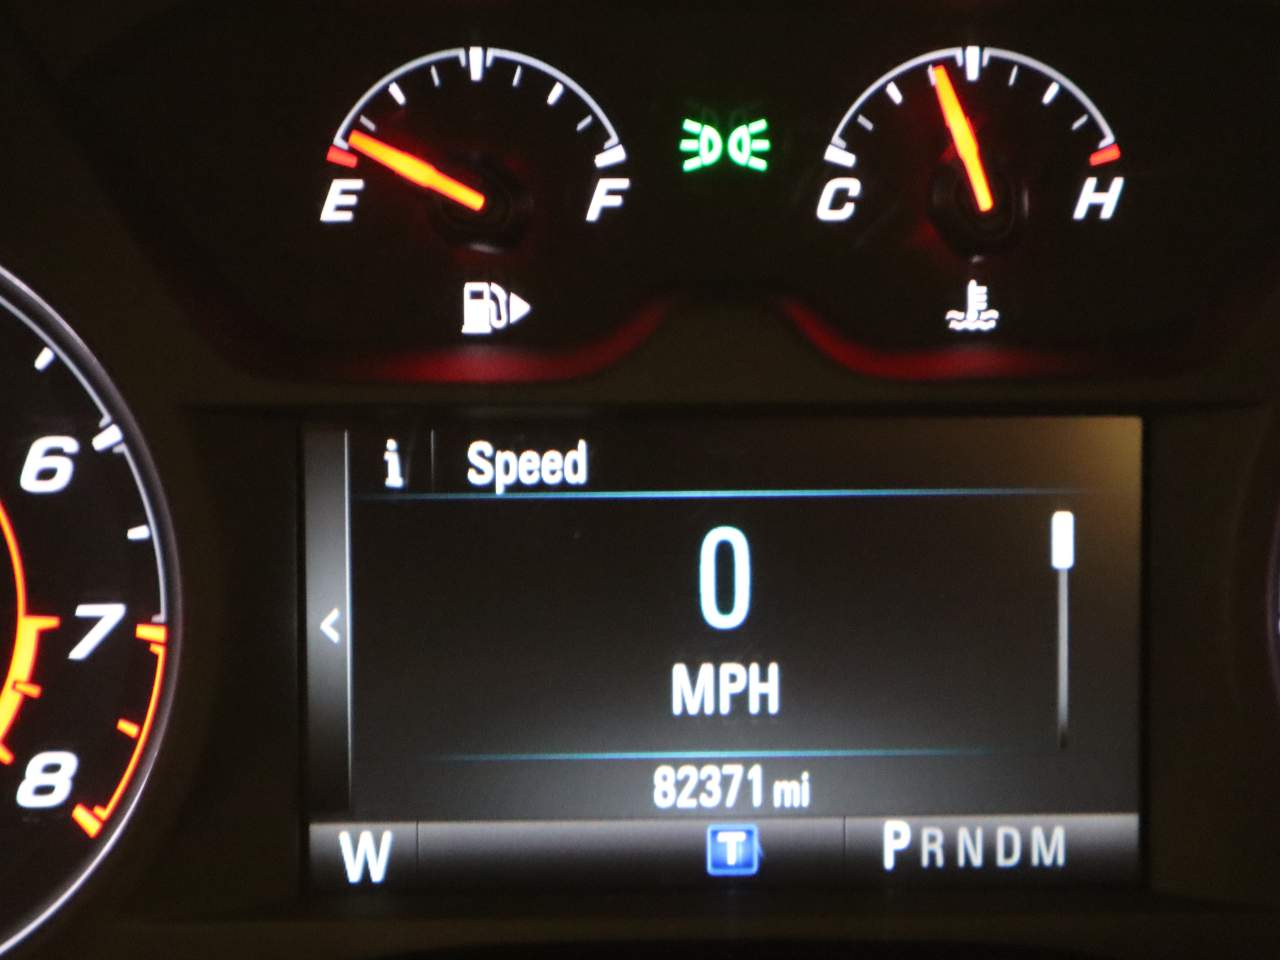 E F C H
6
7
8
i Speed
<
0
MPH
82371 mi
W T PRNDM